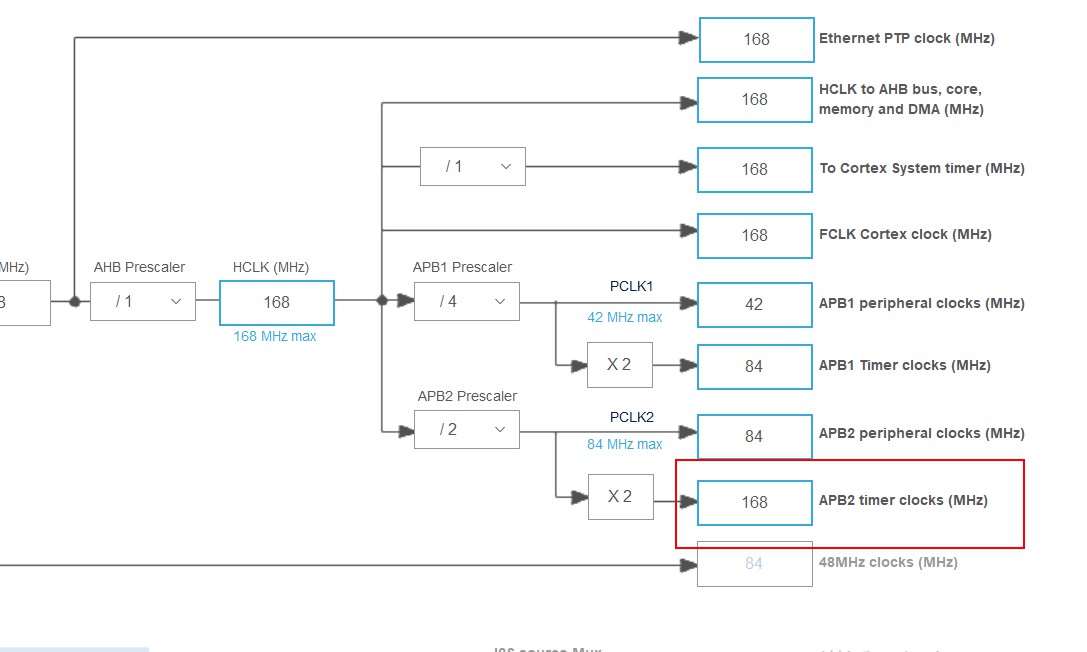 168
Ethernet PTP clock (MHz)
168
HCLK to AHB bus, core,
memory and DMA (MHz)
/ 1
168
To Cortex System timer (MHz)
168
FCLK Cortex clock (MHz)
MHz)
AHB Prescaler
HCLK (MHz)
APB1 Prescaler
8
/ 1
168
168 MHz max
/ 4
PCLK1
42 MHz max
42
APB1 peripheral clocks (MHz)
X 2
84
APB1 Timer clocks (MHz)
APB2 Prescaler
/ 2
PCLK2
84 MHz max
84
APB2 peripheral clocks (MHz)
X 2
168
APB2 timer clocks (MHz)
84
48MHz clocks (MHz)
source Mux